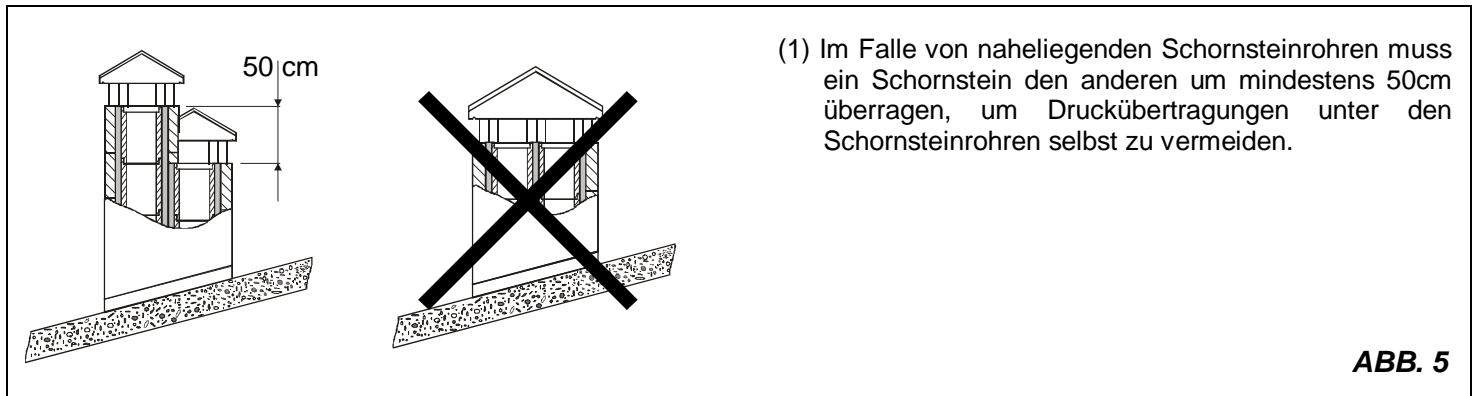 50 cm
(1) Im Falle von naheliegenden Schornsteinrohren muss
ein Schornstein den anderen um mindestens 50cm
überragen, um Druckübertragungen unter den
Schornsteinrohren selbst zu vermeiden.
ABB. 5